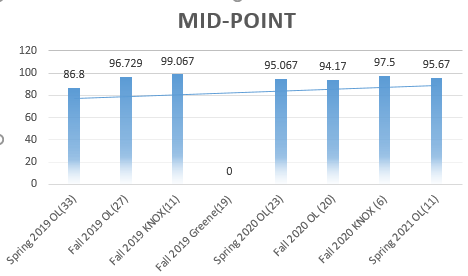 MID-POINT
120
100
80
60
40
20
0
86.8
96.729
99.067
0
95.067
94.17
97.5
95.67
Spring 2019 OL(33)
Fall 2019 OL(27)
Fall 2019 KNOX(11)
Fall 2019 Greene(19)
Spring 2020 OL(23)
Fall 2020 OL (20)
Fall 2020 KNOX (6)
Spring 2021 OL(11)